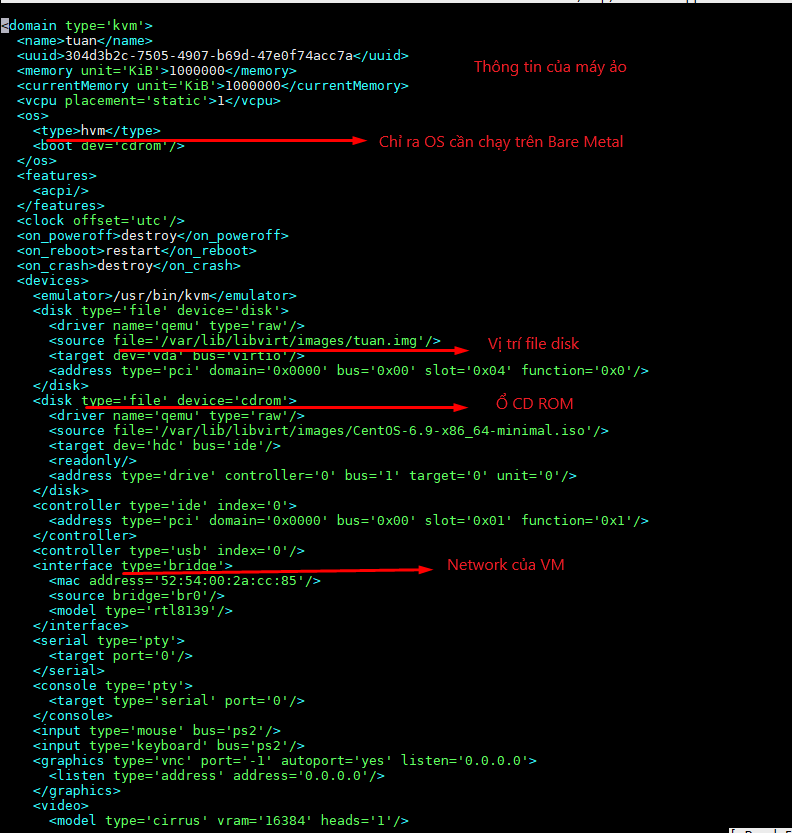 <domain type='kvm'>
<name>tuan</name>
<uuid>304d3b2c-7505-4907-b69d-47e0f74acc7a</uuid>
Thông tin của máy ảo
<memory unit='KiB'>1000000</memory>
<currentMemory unit='KiB'>1000000</currentMemory>
<vcpu placement='static'>1</vcpu>
<os>
<type>hvm</type>
Chỉ ra OS cần chạy trên Bare Metal
<boot dev='cdrom'/>
</os>
<features>
<acpi/>
</features>
<clock offset='utc'/>
<on_poweroff>destroy</on_poweroff>
<on_reboot>restart</on_reboot>
<on_crash>destroy</on_crash>
<devices>
<emulator>/usr/bin/kvm</emulator>
<disk type='file' device='disk'>
<driver name='qemu' type='raw'/>
<source file='/var/lib/libvirt/images/tuan.img'/>
Vị trí file disk
<target dev='vda' bus='virtio'/>
<address type='pci' domain='0x0000' bus='0x00' slot='0x04' function='0x0'/>
</disk>
<disk type='file' device='cdrom'>
Ổ CD ROM
<driver name='qemu' type='raw'/>
<source file='/var/lib/libvirt/images/CentOS-6.9-x86_64-minimal.iso'/>
<target dev='hdc' bus='ide'/>
<readonly/>
<address type='drive' controller='0' bus='1' target='0' unit='0'/>
</disk>
<controller type='ide' index='0'>
<address type='pci' domain='0x0000' bus='0x00' slot='0x01' function='0x1'/>
</controller>
<controller type='usb' index='0'/>
<interface type='bridge'>
Network của VM
<mac address='52:54:00:2a:cc:85'/>
<source bridge='br0'/>
<model type='rtl8139'/>
</interface>
<serial type='pty'>
<target port='0'/>
</serial>
<console type='pty'>
<target type='serial' port='0'/>
</console>
<input type='mouse' bus='ps2'/>
<input type='keyboard' bus='ps2'/>
<graphics type='vnc' port='-1' autoport='yes' listen='0.0.0.0'>
<listen type='address' address='0.0.0.0'/>
</graphics>
<video>
<model type='cirrus' vram='16384' heads='1'/>